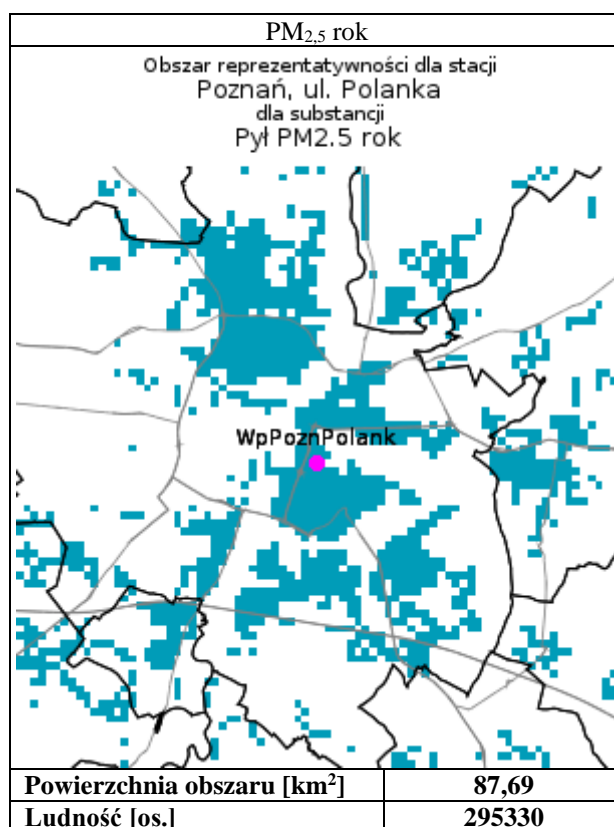 PM2,5 rok
Obszar reprezentatywności dla stacji
Poznań, ul. Polanka
dla substancji
Pył PM2.5 rok
WpPoznPolank
Powierzchnia obszaru [km²] 87,69
Ludność [os.] 295330